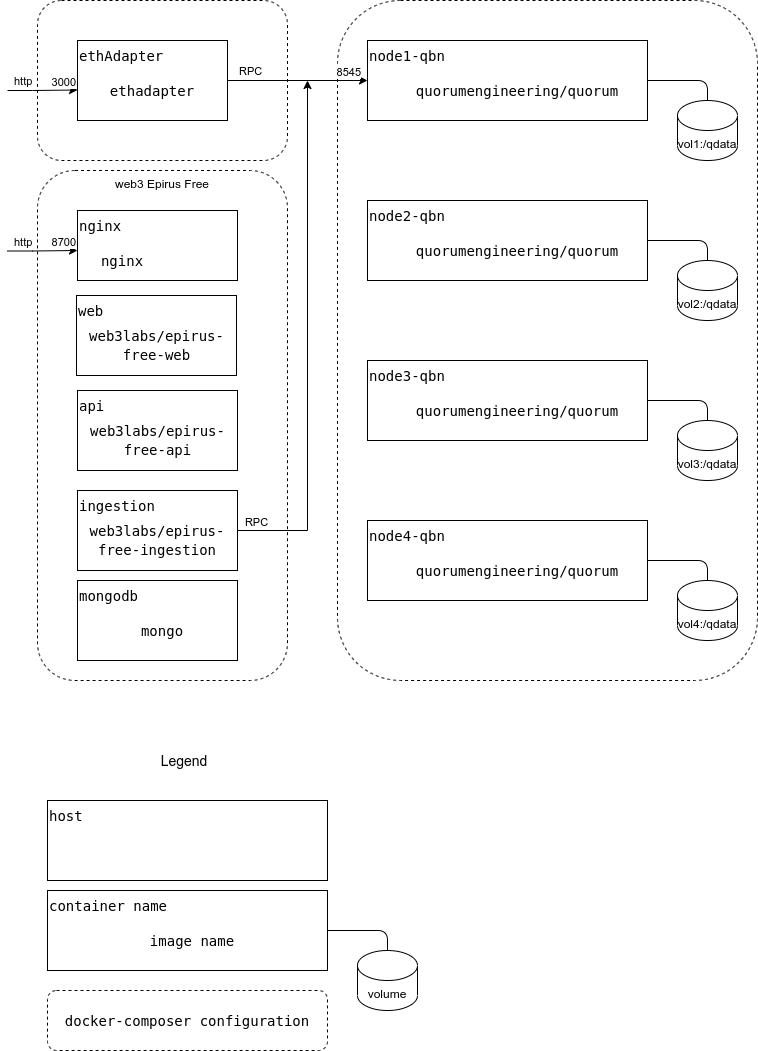 ethAdapter
ethadapter
http
3000
RPC
8545
node1-qbn
quorumengineering/quorum
vol1:/qdata
web3 Epirus Free
nginx
nginx
http
8700
node2-qbn
quorumengineering/quorum
vol2:/qdata
web
web3labs/epirus-
free-web
api
web3labs/epirus-
free-api
node3-qbn
quorumengineering/quorum
vol3:/qdata
ingestion
web3labs/epirus-
free-ingestion
RPC
node4-qbn
quorumengineering/quorum
vol4:/qdata
mongodb
mongo
Legend
host
container name
image name
volume
docker-composer configuration